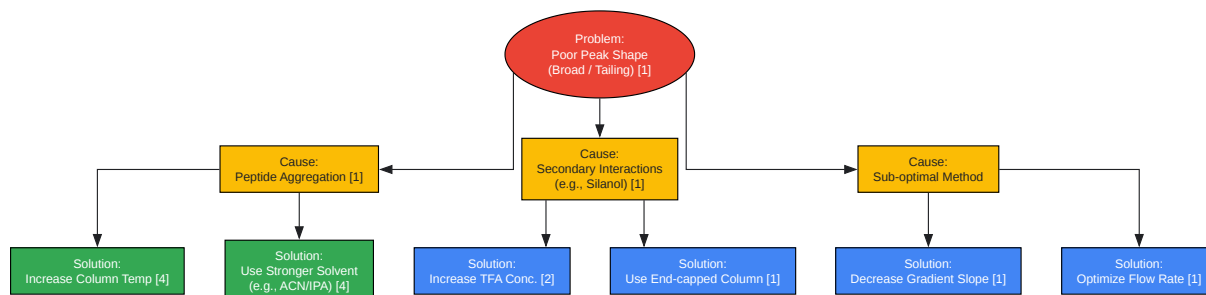 Problem:
Poor Peak Shape
(Broad / Tailing) [1]
Cause:
Peptide Aggregation [1]
Cause:
Secondary Interactions
(e.g., Silanol) [1]
Cause:
Sub-optimal Method
Solution:
Increase Column Temp [4]
Solution:
Use Stronger Solvent
(e.g., ACN/IPA) [4]
Solution:
Increase TFA Conc. [2]
Solution:
Use End-capped Column [1]
Solution:
Decrease Gradient Slope [1]
Solution:
Optimize Flow Rate [1]